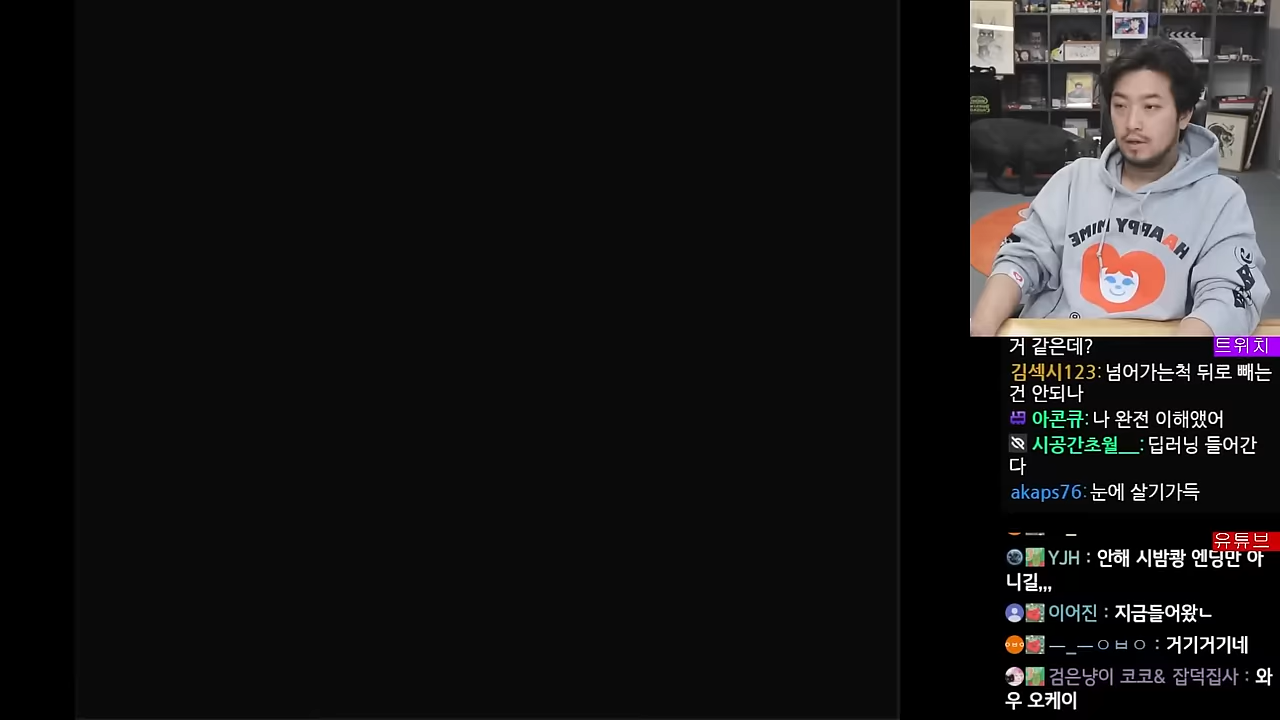 HAAPPY MINE
거 같은데?
트위치
김섹시123: 넘어가는척 뒤로 빼는
건 안되나
아콘큐: 나 완전 이해앴어
시공간초월__: 딥러닝 들어간
다
akaps76: 눈에 살기가득
유튜브
YJH : 안해 시밤쾅 엔딩만 아
니길,,,
이어진 : 지금들어왔ㄴ
ㅡ_ㅡㅇㅂㅇ : 거기거기네
검은냥이 코코& 잡덕집사 : 와
우 오케이